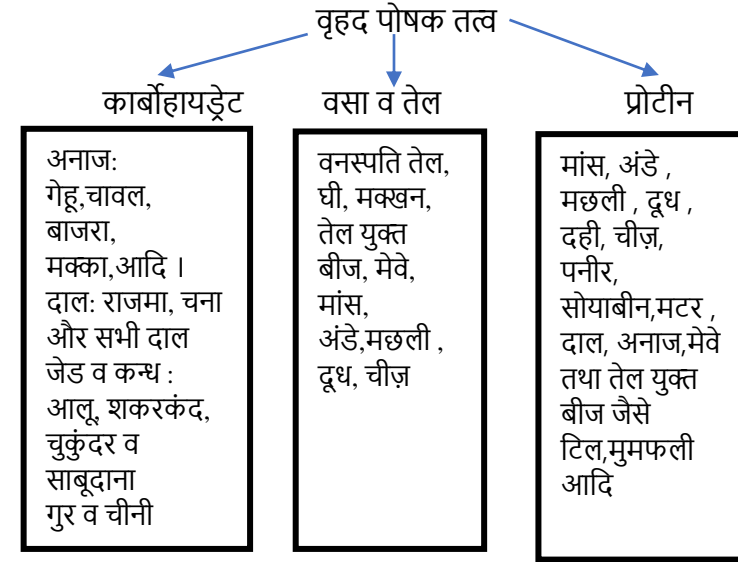 वृहद पोषक तत्व
कार्बोहायड्रेट
वसा व तेल
प्रोटीन
अनाज:
गेहू,चावल,
बाजरा,
मक्का,आदि ।
दाल: राजमा, चना
और सभी दाल
जेड व कन्ध :
आलू, शकरकंद,
चुकुंदर व
साबूदाना
गुर व चीनी
वनस्पति तेल,
घी, मक्खन,
तेल युक्त
बीज, मेवे,
मांस,
अंडे,मछली ,
दूध, चीज़
मांस, अंडे ,
मछली , दूध ,
दही, चीज़,
पनीर,
सोयाबीन,मटर ,
दाल, अनाज,मेवे
तथा तेल युक्त
बीज जैसे
टिल,मुमफली
आदि